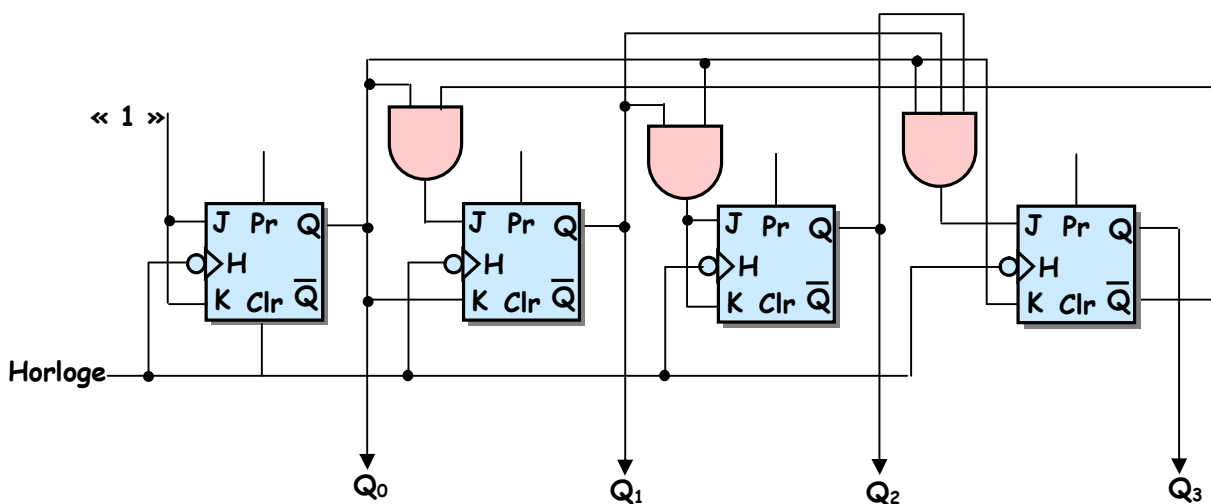 « 1 »
J Pr Q
H
K Clr Q̅
J Pr Q
H
K Clr Q̅
J Pr Q
H
K Clr Q̅
J Pr Q
H
K Clr Q̅
Horloge
Q₀ Q₁ Q₂ Q₃